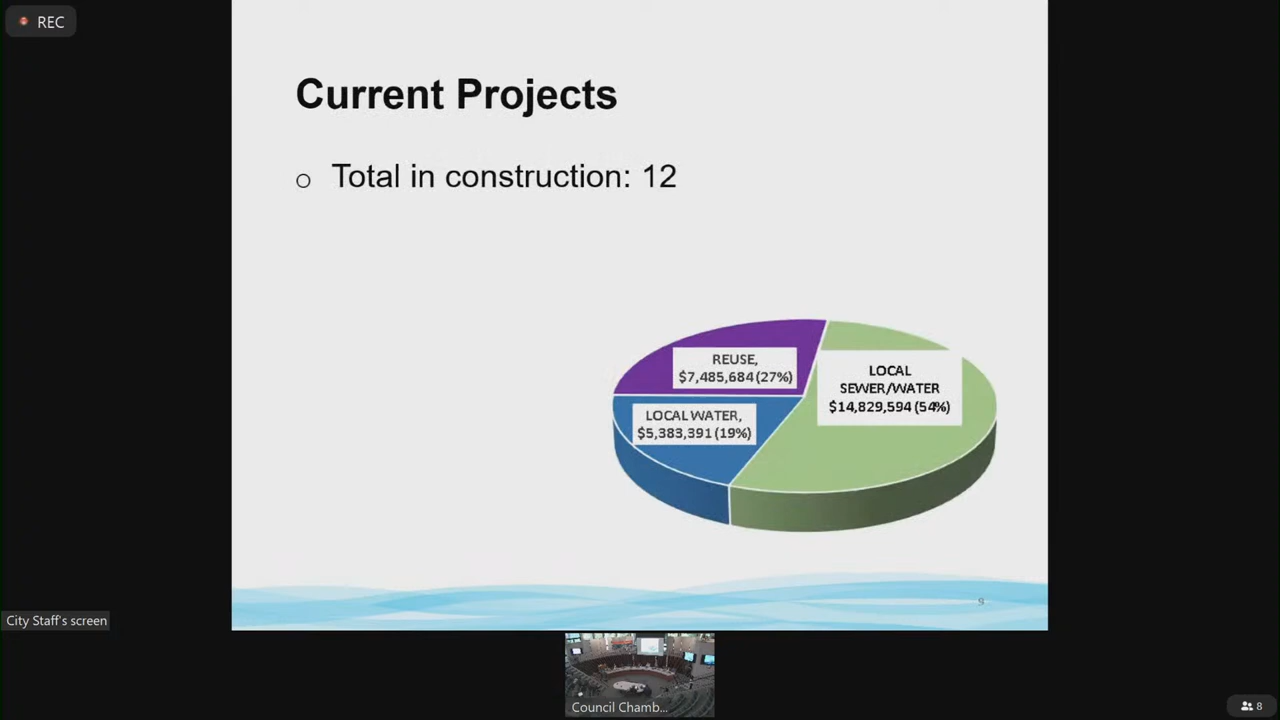 REC
Current Projects
o Total in construction: 12
REUSE,
$7,485,684 (27%)
LOCAL
SEWER/WATER
$14,829,594 (54%)
LOCAL WATER,
$5,383,391 (19%)
9
City Staff's screen
Council Chamb...
8